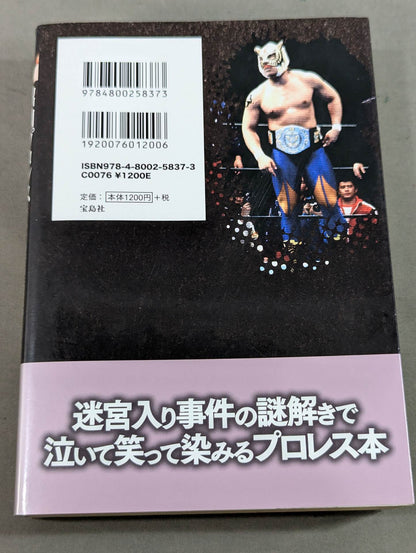 9784800258373
1920076012006
ISBN978-4-8002-5837-3
C0076 ¥1200E
定価：本体1200円+税
宝島社
迷宮入り事件の謎解きで
泣いて笑って染みるプロレス本